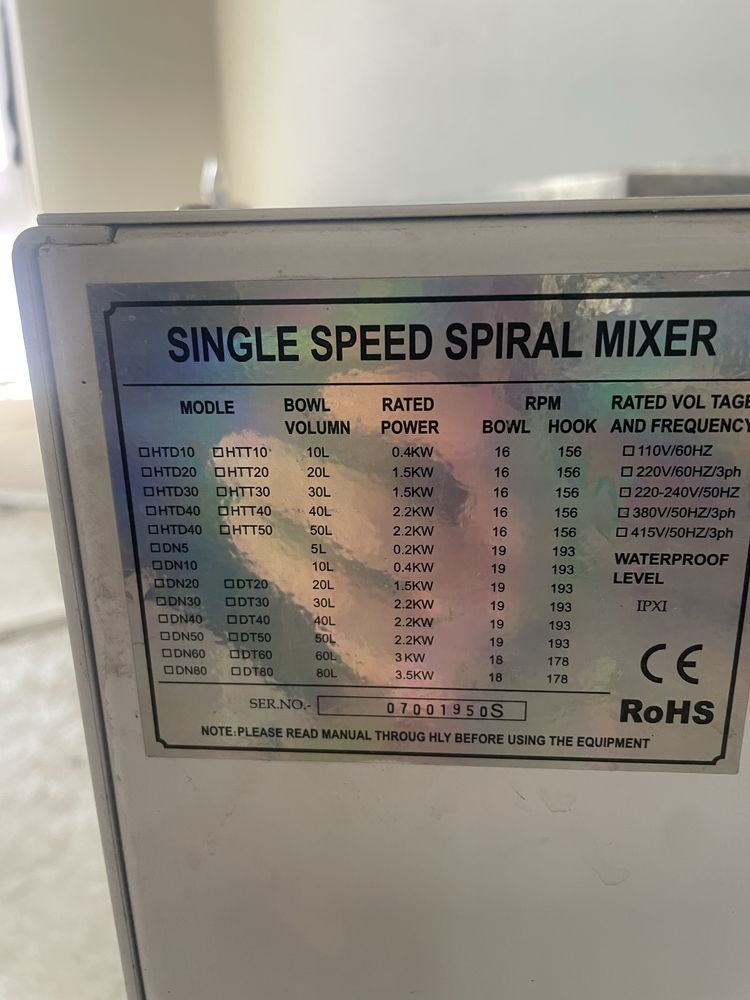 SINGLE SPEED SPIRAL MIXER
MODLE BOWL VOLUMN RATED POWER RPM BOWL HOOK RATED VOL TAGE AND FREQUENCY
☐HTD10 ☐HTT10 10L 0.4KW 16 156 ☐110V/60HZ
☐HTD20 ☐HTT20 20L 1.5KW 16 156 ☐220V/60HZ/3ph
☐HTD30 ☐HTT30 30L 1.5KW 16 156 ☐220-240V/50HZ
☐HTD40 ☐HTT40 40L 2.2KW 16 156 ☐380V/50HZ/3ph
☐HTD40 ☐HTT50 50L 2.2KW 16 156 ☐415V/50HZ/3ph
☐DN5 5L 0.2KW 19 193
☐DN10 10L 0.4KW 19 193
☐DN20 ☐DT20 20L 1.5KW 19 193
☐DN30 ☐DT30 30L 2.2KW 19 193
☐DN40 ☐DT40 40L 2.2KW 19 193
☐DN50 ☐DT50 50L 2.2KW 19 193
☐DN60 ☐DT60 60L 3KW 18 178
☐DN80 ☐DT80 80L 3.5KW 18 178
WATERPROOF
LEVEL
IPXI
CE
RoHS
SER.NO.- 07001950S
NOTE:PLEASE READ MANUAL THROUG HLY BEFORE USING THE EQUIPMENT